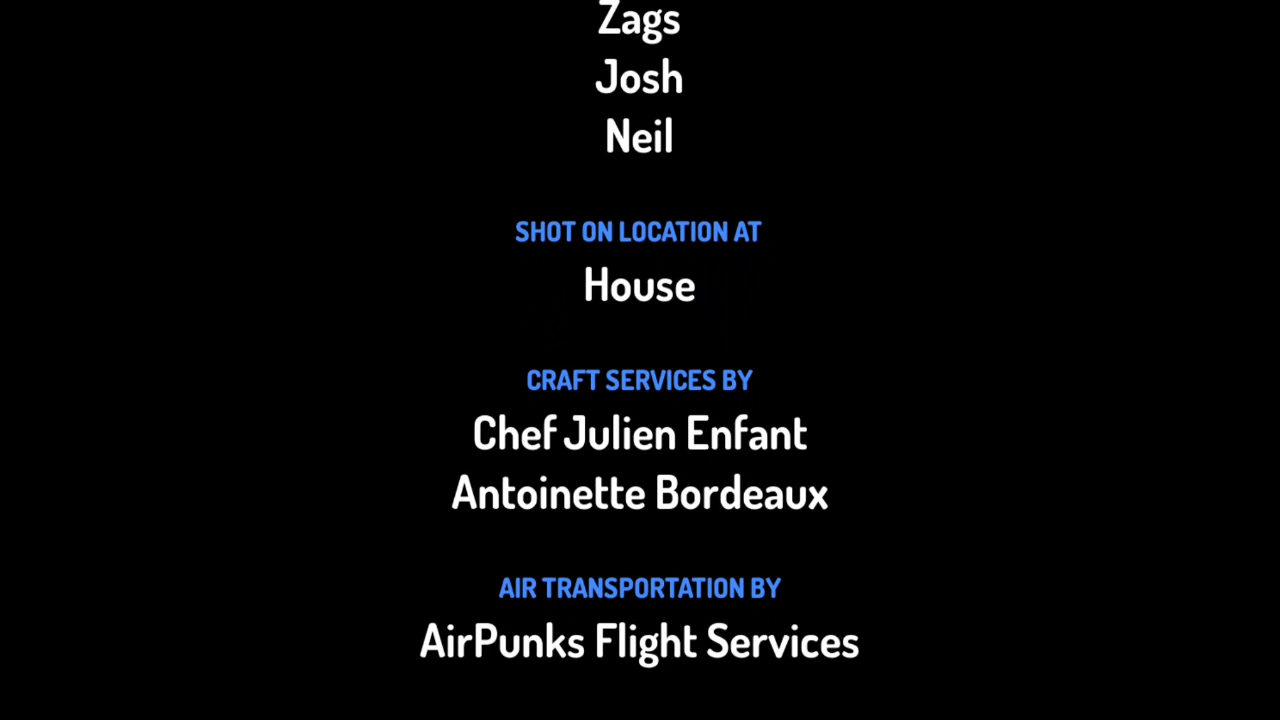 Zags
Josh
Neil
SHOT ON LOCATION AT
House
CRAFT SERVICES BY
Chef Julien Enfant
Antoinette Bordeaux
AIR TRANSPORTATION BY
AirPunks Flight Services